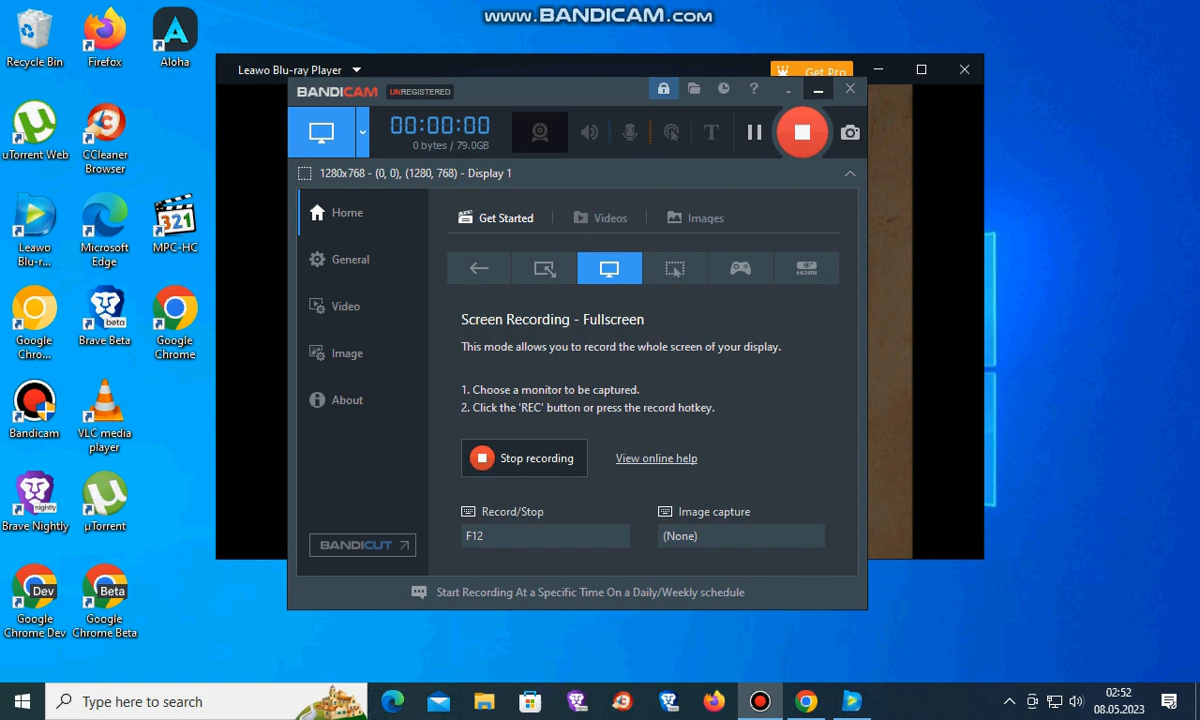 www.BANDICAM.com
Recycle Bin
Firefox
Aloha
uTorrent Web
CCleaner
Browser
Leawo
Blu-r...
Microsoft
Edge
321
MPC-HC
Google
Chro...
beta
Brave Beta
Google
Chrome
Bandicam
VLC media
player
nightly
Brave Nightly
µTorrent
Dev
Google
Chrome Dev
Beta
Google
Chrome Beta
Leawo Blu-ray Player
Get Pro
BANDICAM
UNREGISTERED
?
00:00:00
0 bytes / 79.0GB
T
1280x768 - (0, 0), (1280, 768) - Display 1
Home
General
Video
Image
About
BANDICUT
Get Started
Videos
Images
HDMI
Screen Recording - Fullscreen
This mode allows you to record the whole screen of your display.
1. Choose a monitor to be captured.
2. Click the 'REC' button or press the record hotkey.
Stop recording
View online help
Record/Stop
Image capture
F12
(None)
Start Recording At a Specific Time On a Daily/Weekly schedule
Type here to search
02:52
08.05.2023